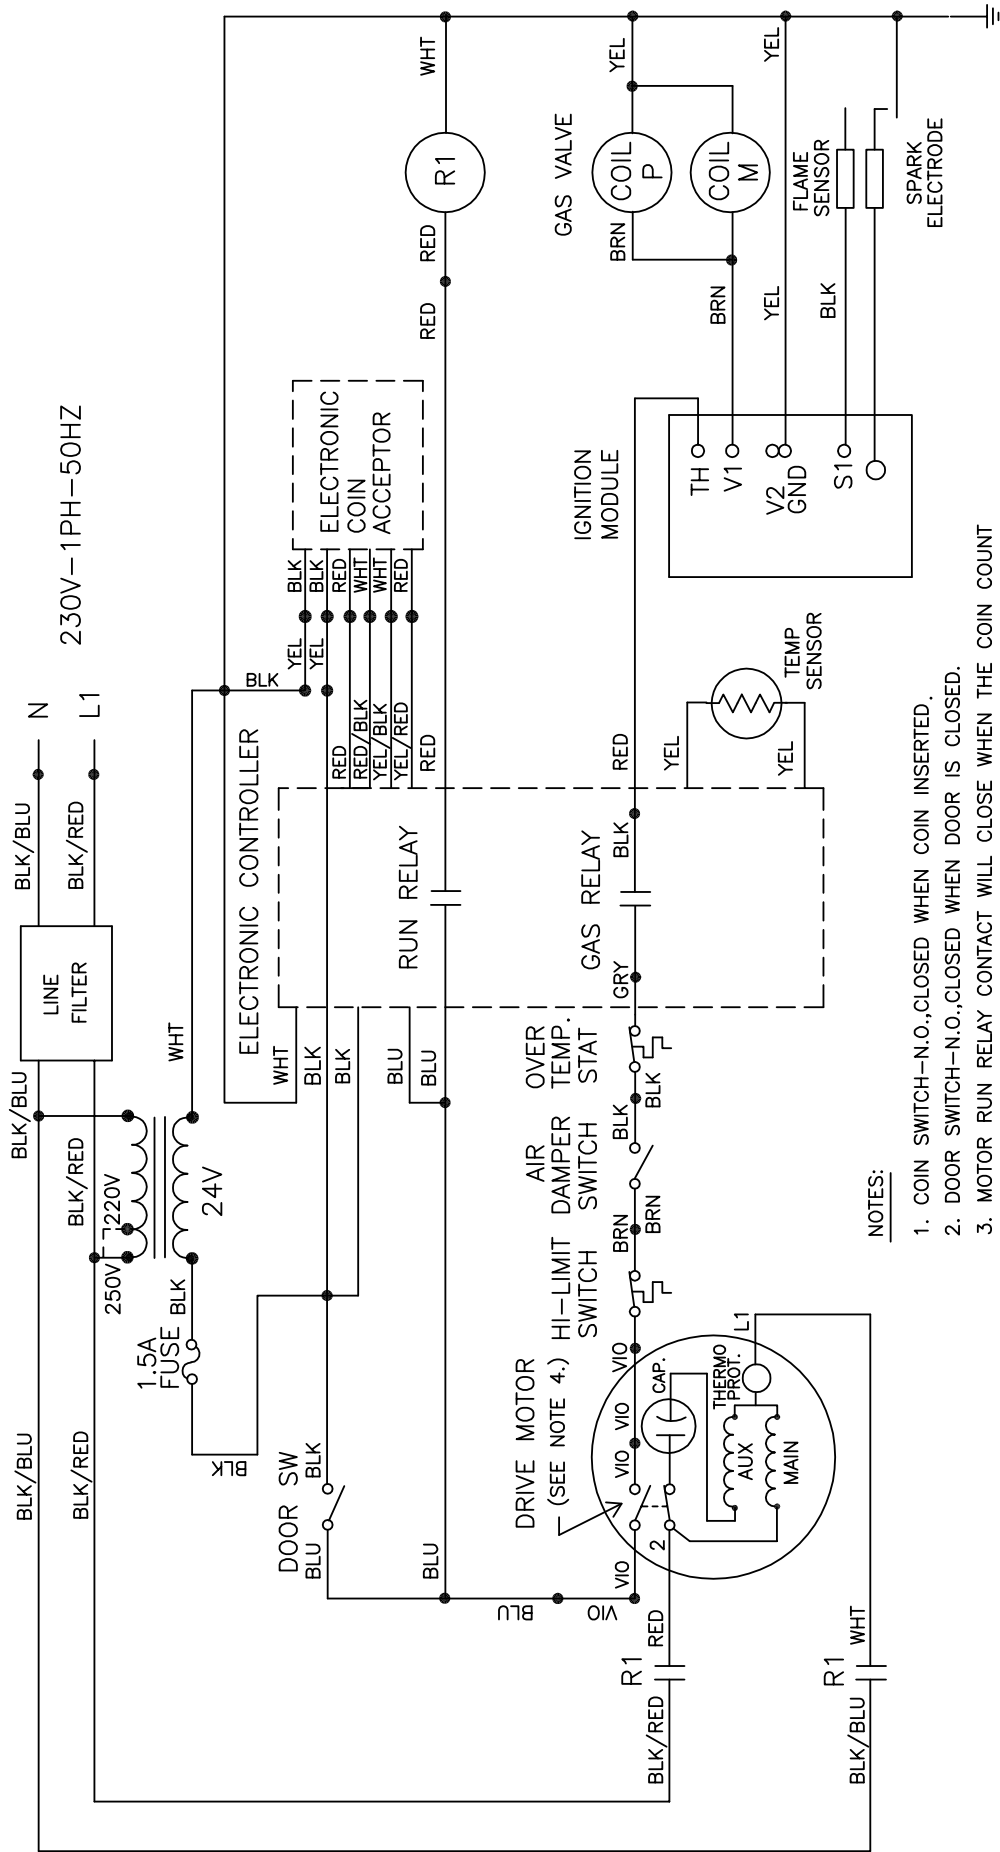 230V-1PH-50HZ
N
L1
BLK/BLU
BLK/RED
LINE
FILTER
BLK/BLU
BLK/RED
250V
220V
24V
WHT
BLK
1.5A
FUSE
BLK
BLK/BLU
BLK/RED
BLK
ELECTRONIC CONTROLLER
WHT
BLK
BLK
BLU
BLU
RUN RELAY
YEL
YEL
RED
RED/BLK
YEL/BLK
YEL/RED
RED
BLK
BLK
RED
WHT
WHT
RED
ELECTRONIC
COIN
ACCEPTOR
RED
RED
R1
WHT
DOOR SW
BLU
BLK
BLU
BLU
VIO
DRIVE MOTOR
(SEE NOTE 4.)
VIO
VIO
VIO
VIO
2
CAP.
THERMO
PROT.
AUX
MAIN
L1
HI-LIMIT
SWITCH
BRN
BRN
AIR
DAMPER
SWITCH
BLK
BLK
OVER
TEMP.
STAT
GRY
GAS RELAY
BLK
RED
YEL
YEL
TEMP
SENSOR
IGNITION
MODULE
TH
V1
V2
GND
S1
BRN
BRN
YEL
BLK
GAS VALVE
COIL
P
COIL
M
YEL
YEL
FLAME
SENSOR
SPARK
ELECTRODE
R1
BLK/RED
RED
R1
BLK/BLU
WHT
NOTES:
1. COIN SWITCH-N.O.,CLOSED WHEN COIN INSERTED.
2. DOOR SWITCH-N.O.,CLOSED WHEN DOOR IS CLOSED.
3. MOTOR RUN RELAY CONTACT WILL CLOSE WHEN THE COIN COUNT